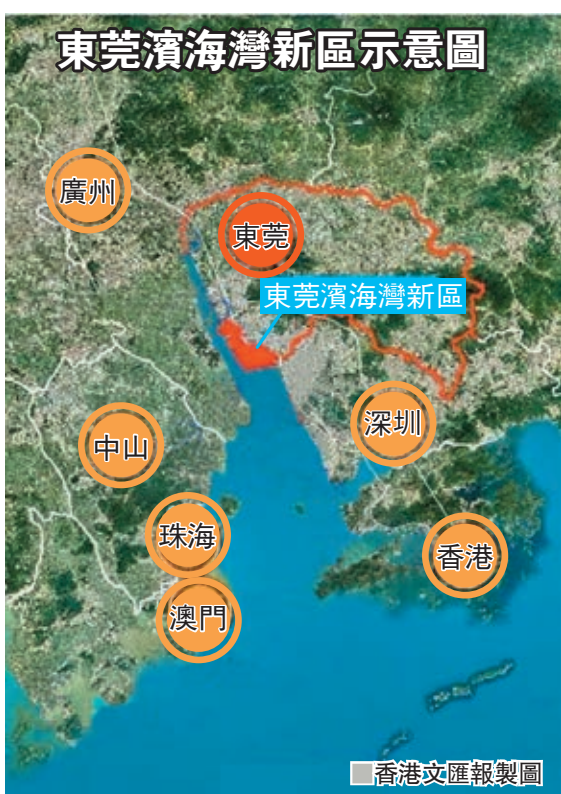 東莞濱海灣新區示意圖
廣州
東莞
東莞濱海灣新區
深圳
中山
珠海
香港
澳門
香港文匯報製圖